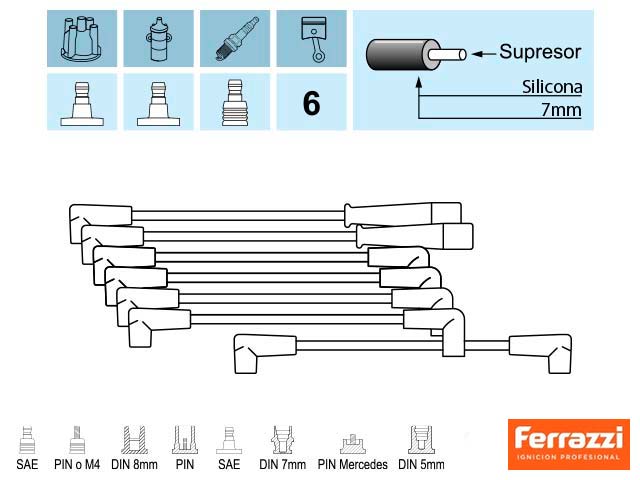 Supresor
Silicona
7mm
6
SAE PIN o M4 DIN 8mm PIN SAE DIN 7mm PIN Mercedes DIN 5mm
Ferrazzi
IGNICION PROFESIONAL